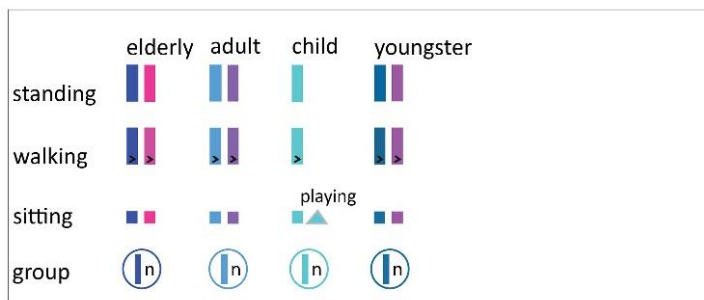 elderly adult child youngster
standing
walking
> > > > > > >
playing
sitting
group n n n n